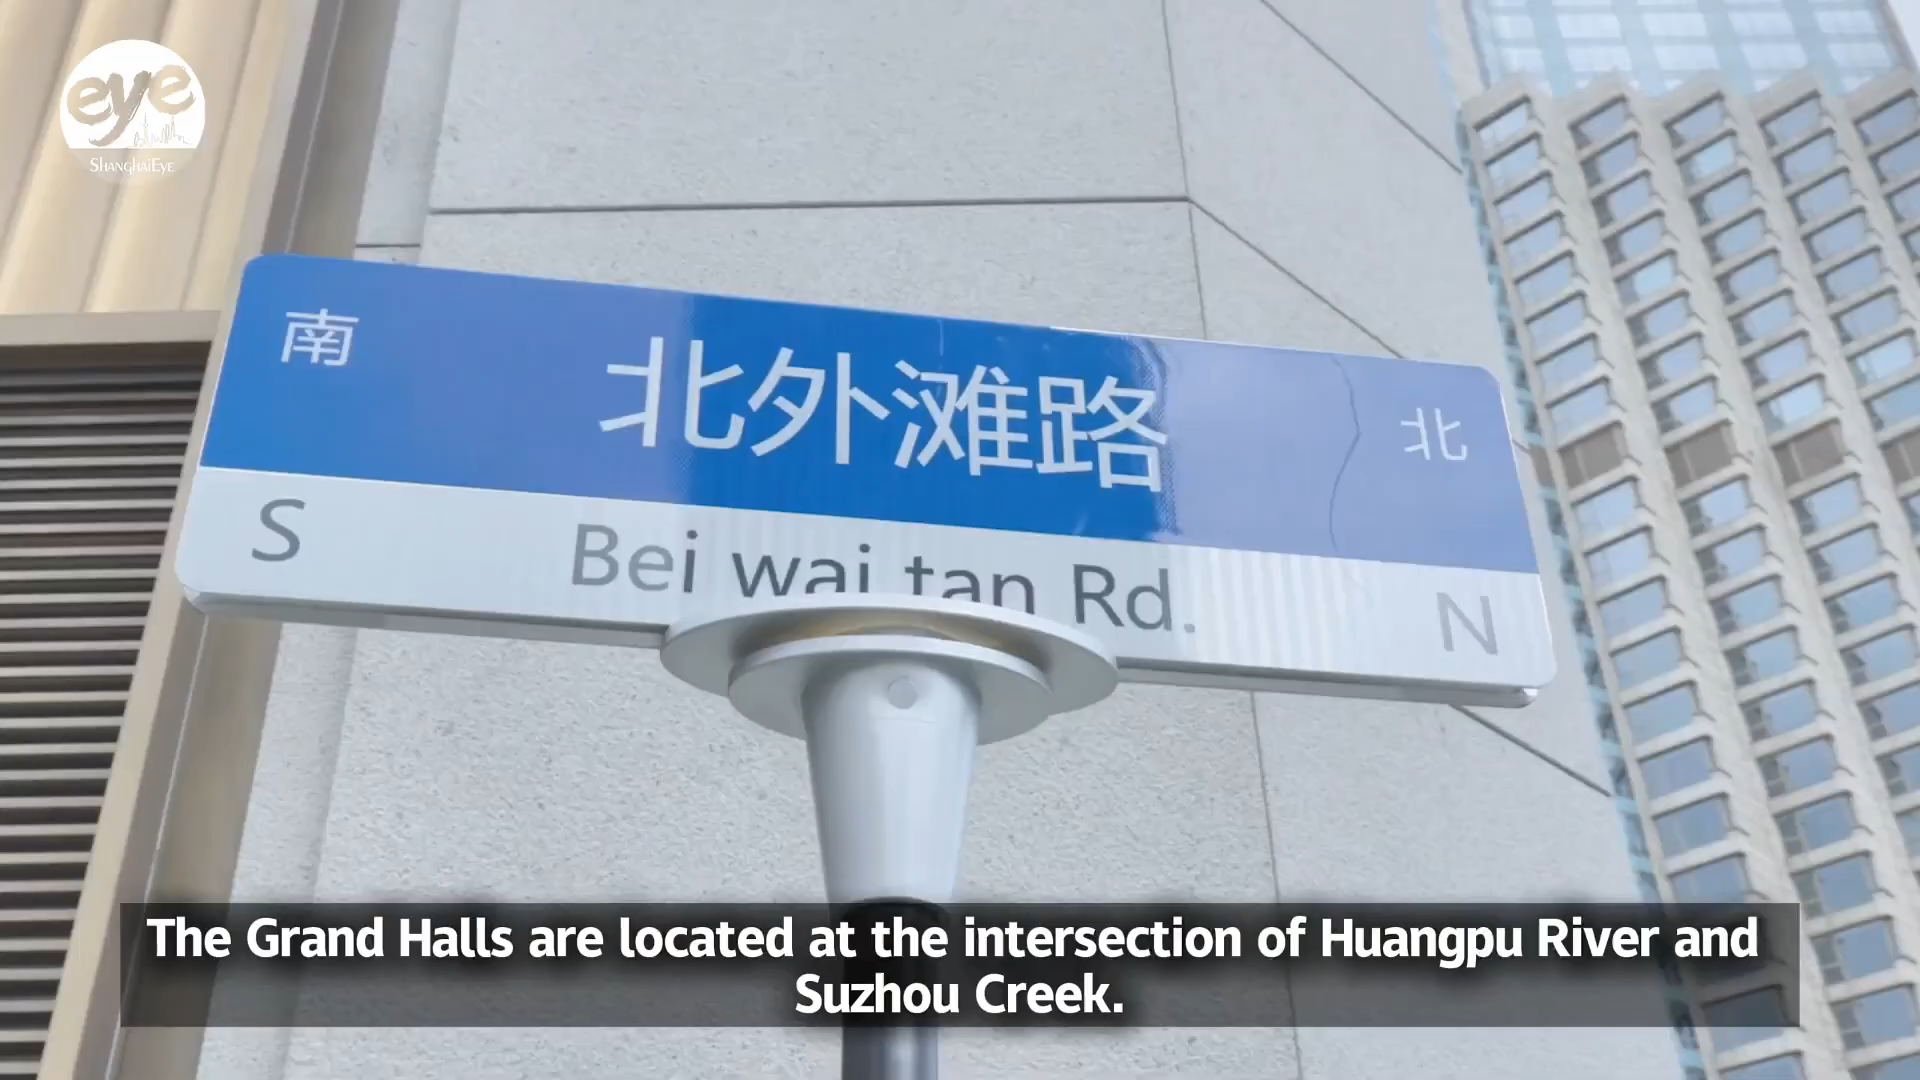 eye
SHANGHAIEYE
南 北外滩路 北
S Bei wai tan Rd. N
The Grand Halls are located at the intersection of Huangpu River and
Suzhou Creek.